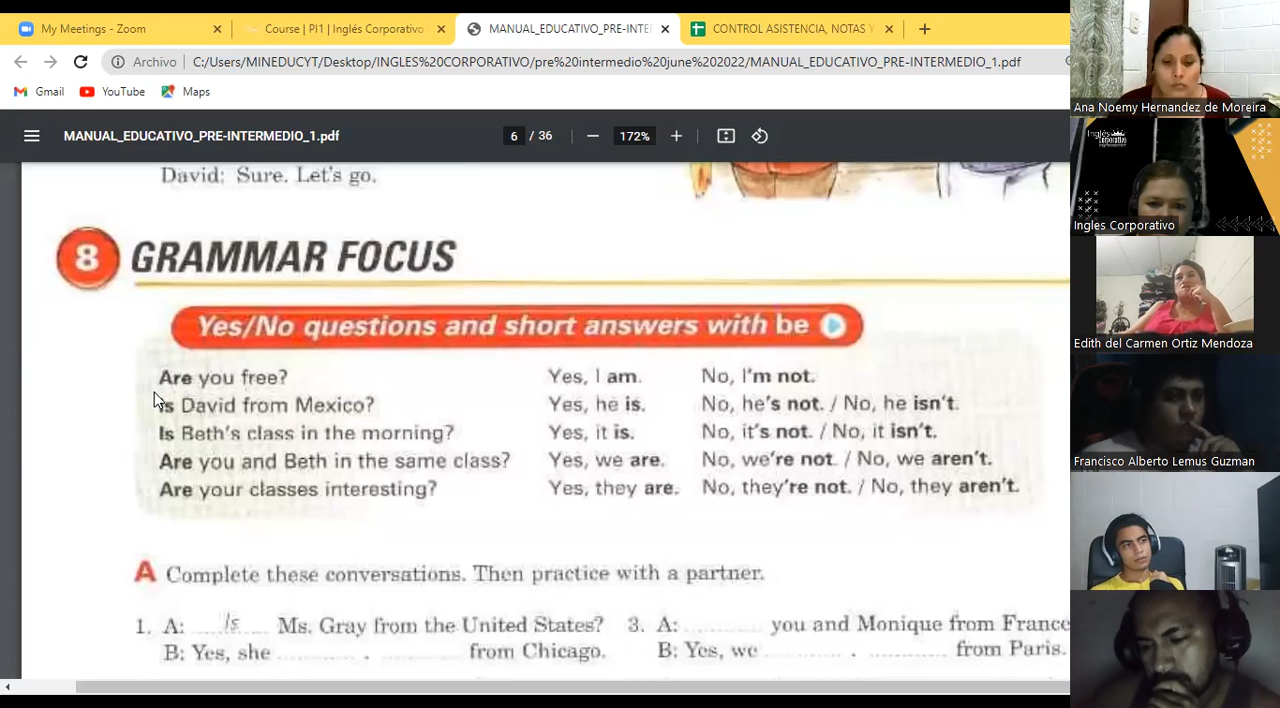 My Meetings - Zoom
Course | PI1 | Inglés Corporativo
MANUAL_EDUCATIVO_PRE-INTER
CONTROL ASISTENCIA, NOTAS Y
Archivo
C:/Users/MINEDUCYT/Desktop/INGLES%20CORPORATIVO/pre%20intermedio%20june%202022/MANUAL_EDUCATIVO_PRE-INTERMEDIO_1.pdf
Gmail YouTube Maps
MANUAL_EDUCATIVO_PRE-INTERMEDIO_1.pdf
6 / 36
172%
David: Sure. Let's go.
8 GRAMMAR FOCUS
Yes/No questions and short answers with be
Are you free? Yes, I am. No, I'm not.
Is David from Mexico? Yes, he is. No, he's not. / No, he isn't.
Is Beth's class in the morning? Yes, it is. No, it's not. / No, it isn't.
Are you and Beth in the same class? Yes, we are. No, we're not. / No, we aren't.
Are your classes interesting? Yes, they are. No, they're not. / No, they aren't.
A Complete these conversations. Then practice with a partner.
1. A: Is Ms. Gray from the United States?
B: Yes, she ........ . ........ from Chicago.
3. A: ........ you and Monique from France
B: Yes, we ........ . ........ from Paris.
Ana Noemy Hernandez de Moreira
Inglés
Corporativo
Ingles Corporativo
Edith del Carmen Ortiz Mendoza
Francisco Alberto Lemus Guzman